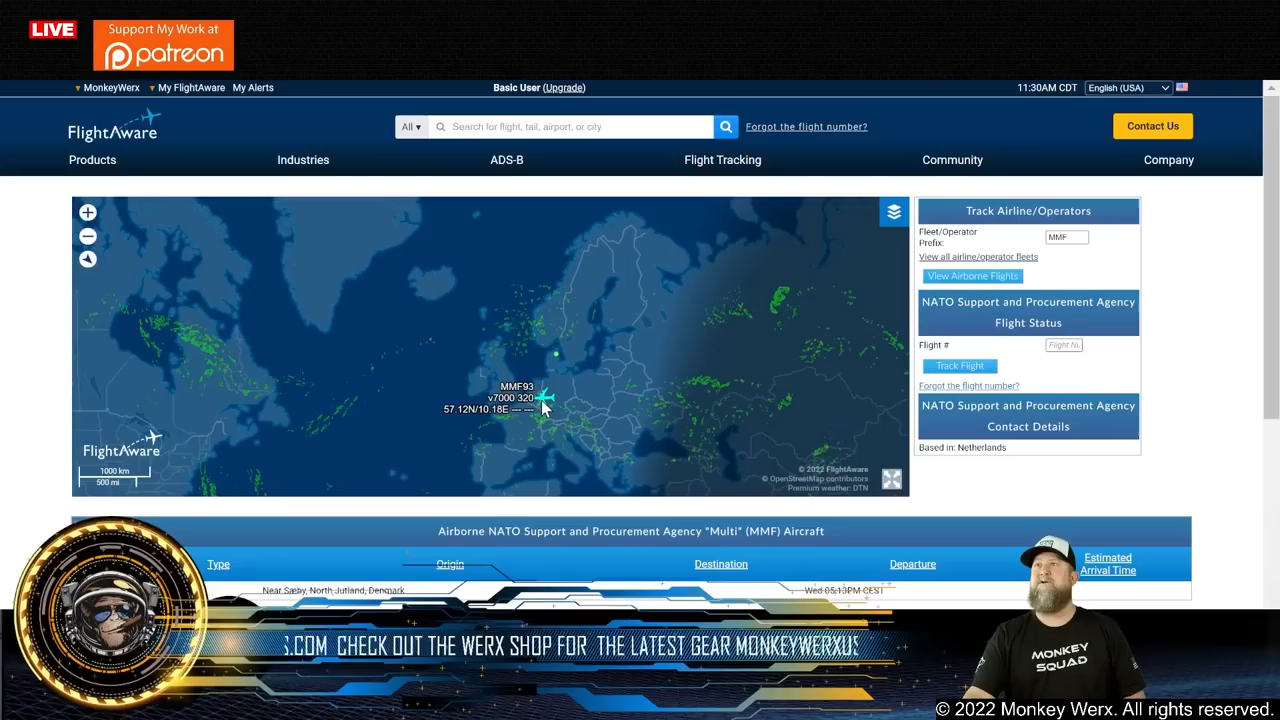 LIVE
Support My Work at
patreon
MonkeyWerx
My FlightAware
My Alerts
Basic User (Upgrade)
11:30AM CDT
English (USA)
FlightAware
All
Search for flight, tail, airport, or city
Forgot the flight number?
Contact Us
Products
Industries
ADS-B
Flight Tracking
Community
Company
MMF93
v7000 320
57.12N/10.18E --- ---
FlightAware
1000 km
500 mi
© 2022 FlightAware
© OpenStreetMap contributors
Premium weather: DTN
Track Airline/Operators
Fleet/Operator
Prefix:
MMF
View all airline/operator fleets
View Airborne Flights
NATO Support and Procurement Agency
Flight Status
Flight #
Flight Nu
Track Flight
Forgot the flight number?
NATO Support and Procurement Agency
Contact Details
Based in: Netherlands
Airborne NATO Support and Procurement Agency "Multi" (MMF) Aircraft
Type
Origin
Destination
Departure
Estimated
Arrival Time
Near Sæby, North Jutland, Denmark
Wed 05:13PM CEST
S.COM CHECK OUT THE WERX SHOP FOR THE LATEST GEAR MONKEYWERXUS
MONKEY
SQUAD
© 2022 Monkey Werx. All rights reserved.